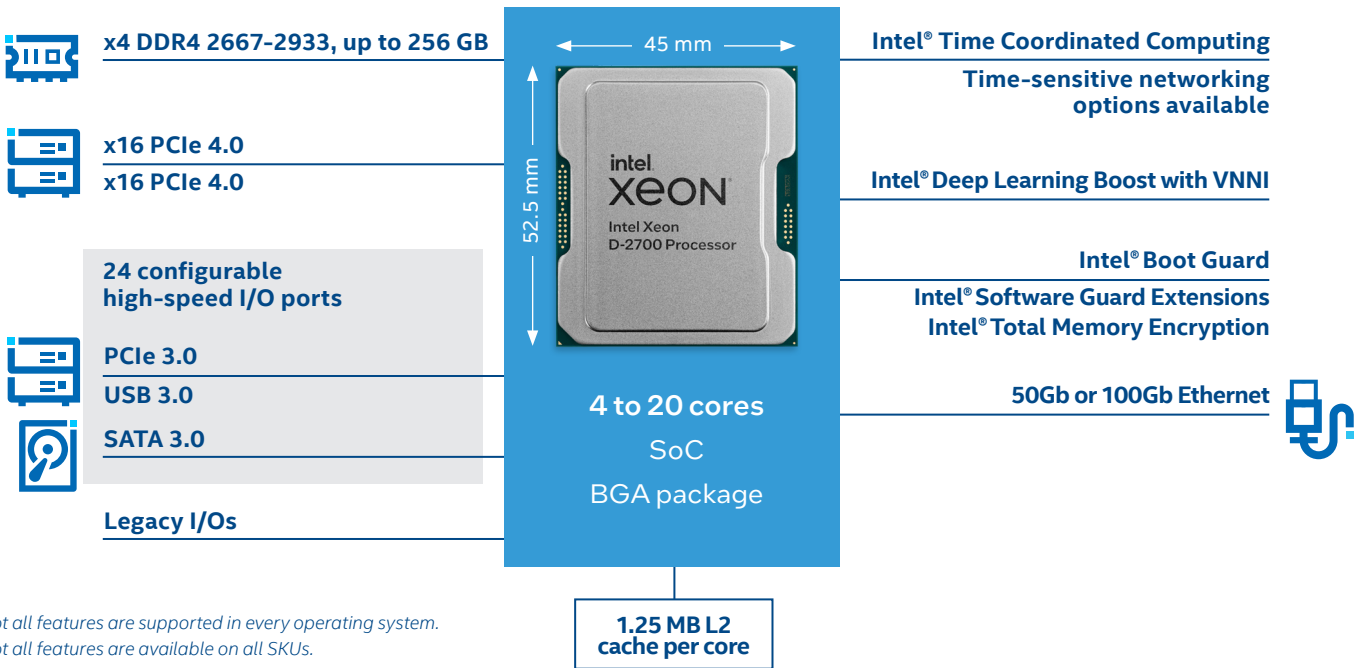 x4 DDR4 2667-2933, up to 256 GB
x16 PCIe 4.0
x16 PCIe 4.0
24 configurable
high-speed I/O ports
PCIe 3.0
USB 3.0
SATA 3.0
Legacy I/Os
45 mm
52.5 mm
intel.
XEON
Intel Xeon
D-2700 Processor
4 to 20 cores
SoC
BGA package
1.25 MB L2
cache per core
Intel® Time Coordinated Computing
Time-sensitive networking
options available
Intel® Deep Learning Boost with VNNI
Intel® Boot Guard
Intel® Software Guard Extensions
Intel® Total Memory Encryption
50Gb or 100Gb Ethernet
all features are supported in every operating system.
all features are available on all SKUs.